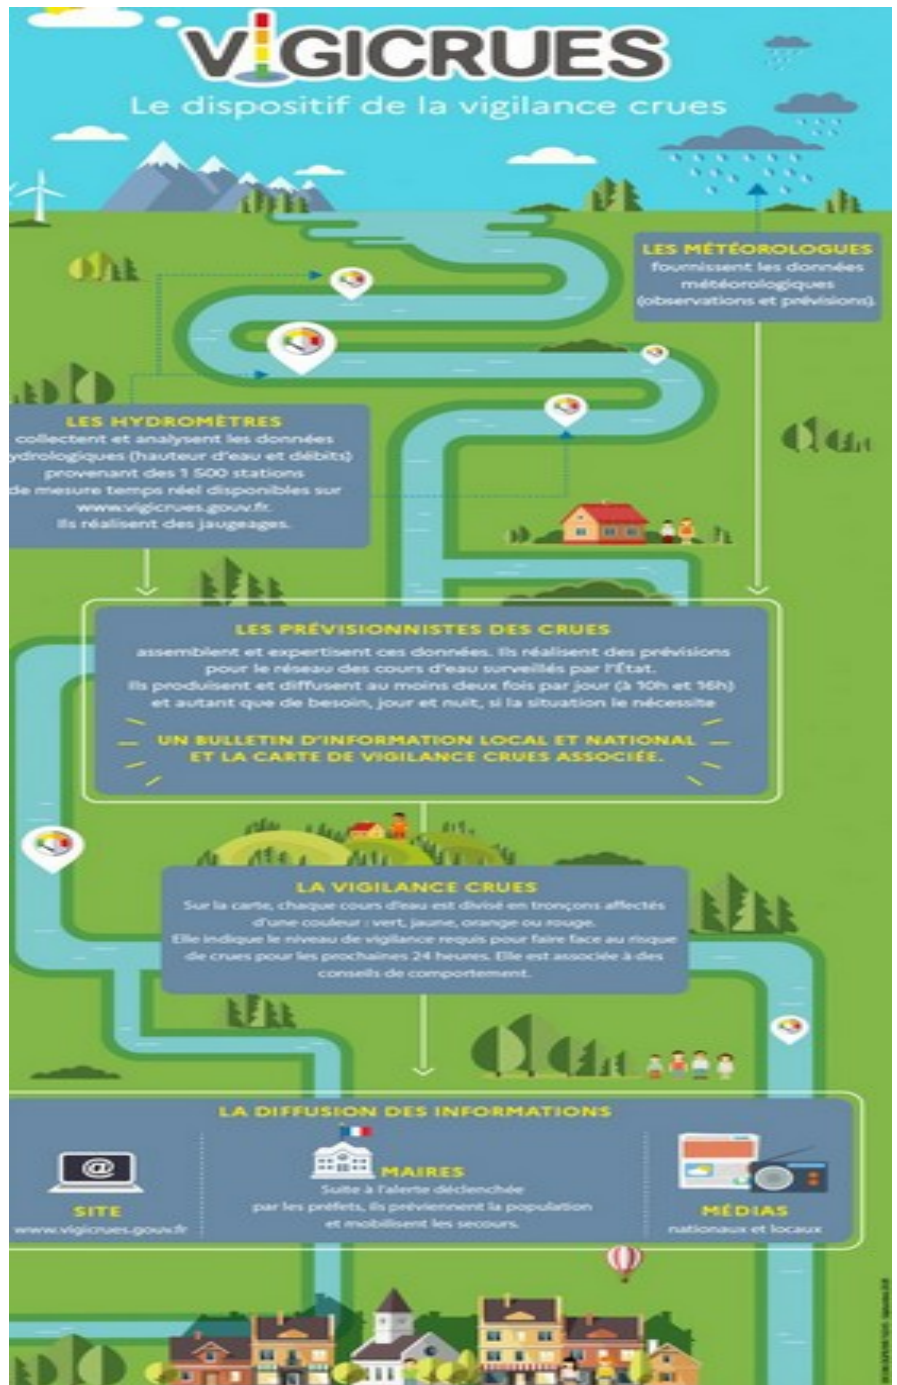 VIGICRUES
Le dispositif de la vigilance crues
LES MÉTÉOROLOGUES
fournissent les données
météorologiques
(observations et prévisions).
LES HYDROMÈTRES
collectent et analysent les données
ydrologiques (hauteur d'eau et débits)
provenant des 1 500 stations
de mesure temps réel disponibles sur
www.vigicrues.gouv.fr.
Ils réalisent des jaugeages.
LES PRÉVISIONNISTES DES CRUES
assemblent et expertisent ces données. Ils réalisent des prévisions
pour le réseau des cours d'eau surveillés par l'État.
Ils produisent et diffusent au moins deux fois par jour (à 10h et 16h)
et autant que de besoin, jour et nuit, si la situation le nécessite
UN BULLETIN D'INFORMATION LOCAL ET NATIONAL
ET LA CARTE DE VIGILANCE CRUES ASSOCIÉE.
LA VIGILANCE CRUES
Sur la carte, chaque cours d'eau est divisé en tronçons affectés
d'une couleur : vert, jaune, orange ou rouge.
Elle indique le niveau de vigilance requis pour faire face au risque
de crues pour les prochaines 24 heures. Elle est associée à des
conseils de comportement.
LA DIFFUSION DES INFORMATIONS
@
SITE
www.vigicrues.gouv.fr
MAIRES
Suite à l'alerte déclenchée
par les préfets, ils préviennent la population
et mobilisent les secours.
MÉDIAS
nationaux et locaux